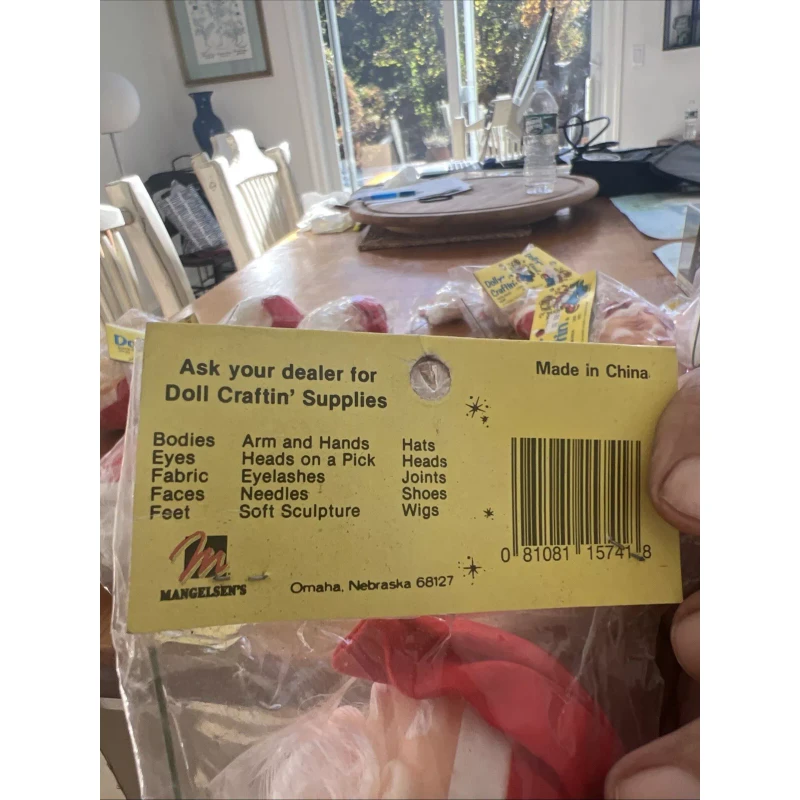 Ask your dealer for
Doll Craftin' Supplies
Made in China
Bodies Arm and Hands Hats
Eyes Heads on a Pick Heads
Fabric Eyelashes Joints
Faces Needles Shoes
Feet Soft Sculpture Wigs
m
MANGELSEN'S
Omaha, Nebraska 68127
0 81081 15741 8
Dolly
Craftin'